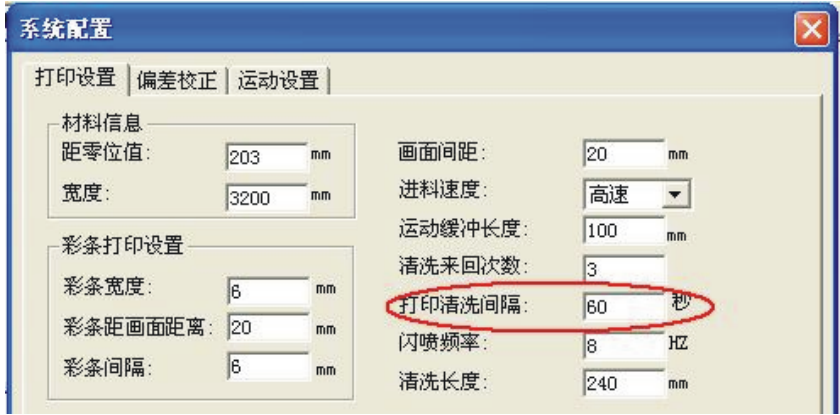 系统配置
打印设置 偏差校正 运动设置
材料信息
距零位值: 203 mm
宽度: 3200 mm
彩条打印设置
彩条宽度: 6 mm
彩条距画面距离: 20 mm
彩条间隔: 6 mm
画面间距: 20 mm
进料速度: 高速
运动缓冲长度: 100 mm
清洗来回次数: 3
打印清洗间隔: 60 秒
闪喷频率: 8 HZ
清洗长度: 240 mm